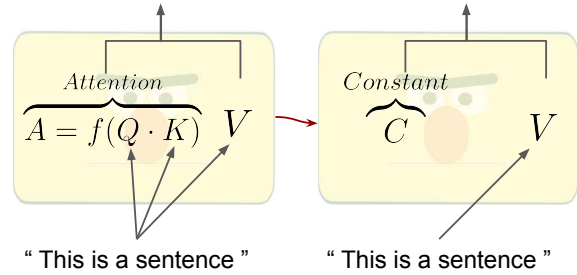 Attention
A = f(Q · K) V
“ This is a sentence ”
Constant
C V
“ This is a sentence ”